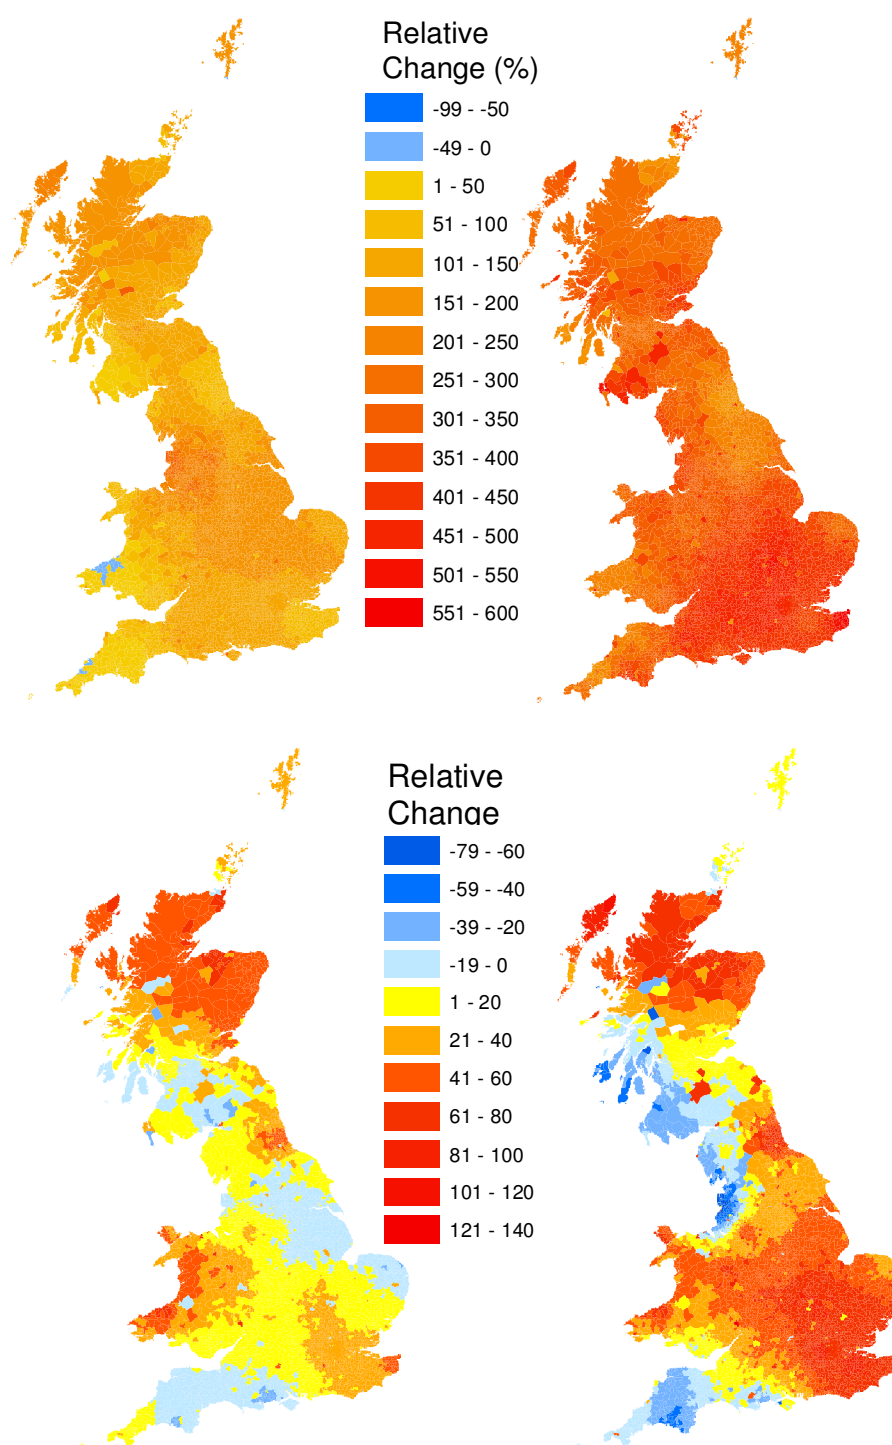 Relative
Change (%)
-99 - -50
-49 - 0
1 - 50
51 - 100
101 - 150
151 - 200
201 - 250
251 - 300
301 - 350
351 - 400
401 - 450
451 - 500
501 - 550
551 - 600
Relative
Change
-79 - -60
-59 - -40
-39 - -20
-19 - 0
1 - 20
21 - 40
41 - 60
61 - 80
81 - 100
101 - 120
121 - 140